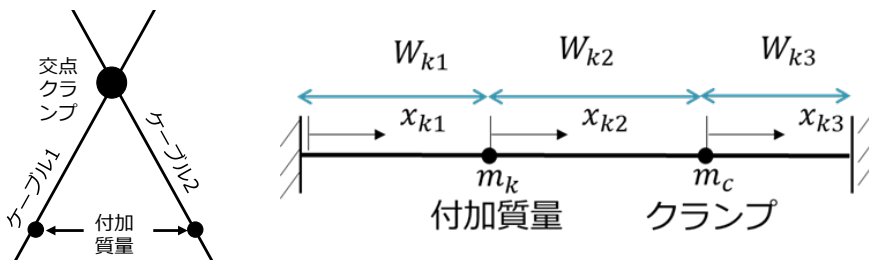 交点
クラ
ンプ
ケーブル1
ケーブル2
付加
質量
W_{k1}
W_{k2}
W_{k3}
x_{k1}
x_{k2}
x_{k3}
m_k
m_c
付加質量
クランプ